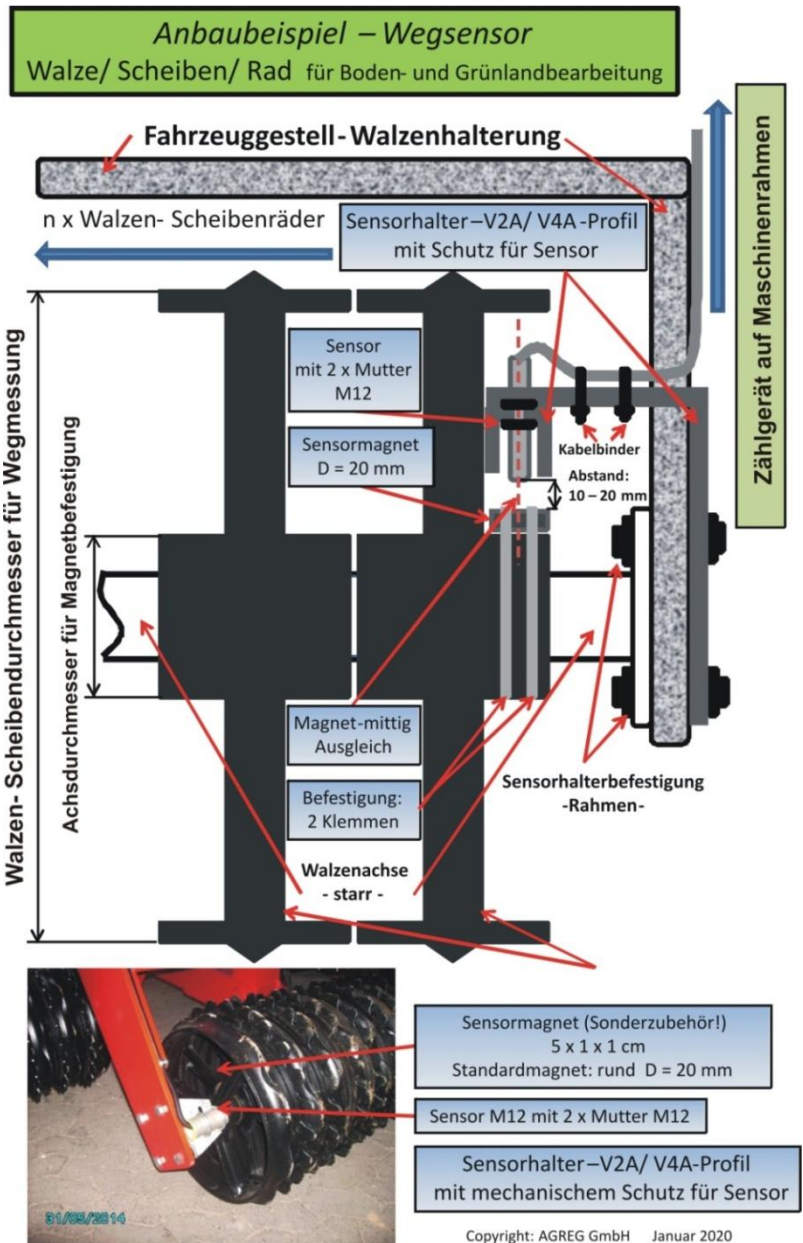 Anbaubeispiel – Wegsensor
Walze/ Scheiben/ Rad für Boden- und Grünlandbearbeitung
Fahrzeuggestell-Walzenhalterung
n x Walzen- Scheibenräder
Sensorhalter–V2A/ V4A-Profil
mit Schutz für Sensor
Zählgerät auf Maschinenrahmen
Walzen- Scheibendurchmesser für Wegmessung
Achsdurchmesser für Magnetbefestigung
Sensor
mit 2 x Mutter
M12
Sensormagnet
D = 20 mm
Kabelbinder
Abstand:
10 – 20 mm
Magnet-mittig
Ausgleich
Befestigung:
2 Klemmen
Sensorhalterbefestigung
-Rahmen-
Walzenachse
- starr -
Sensormagnet (Sonderzubehör!)
5 x 1 x 1 cm
Standardmagnet: rund D = 20 mm
Sensor M12 mit 2 x Mutter M12
Sensorhalter–V2A/ V4A-Profil
mit mechanischem Schutz für Sensor
31/05/2014
Copyright: AGREG GmbH Januar 2020